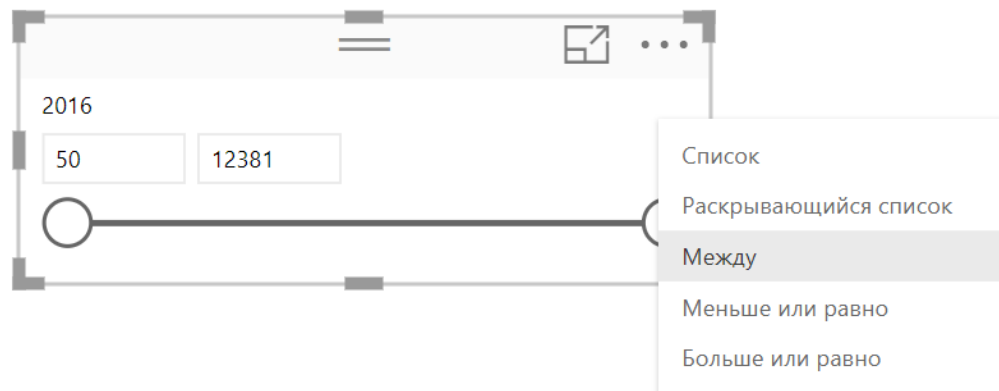 2016
50
12381
Список
Раскрывающийся список
Между
Меньше или равно
Больше или равно